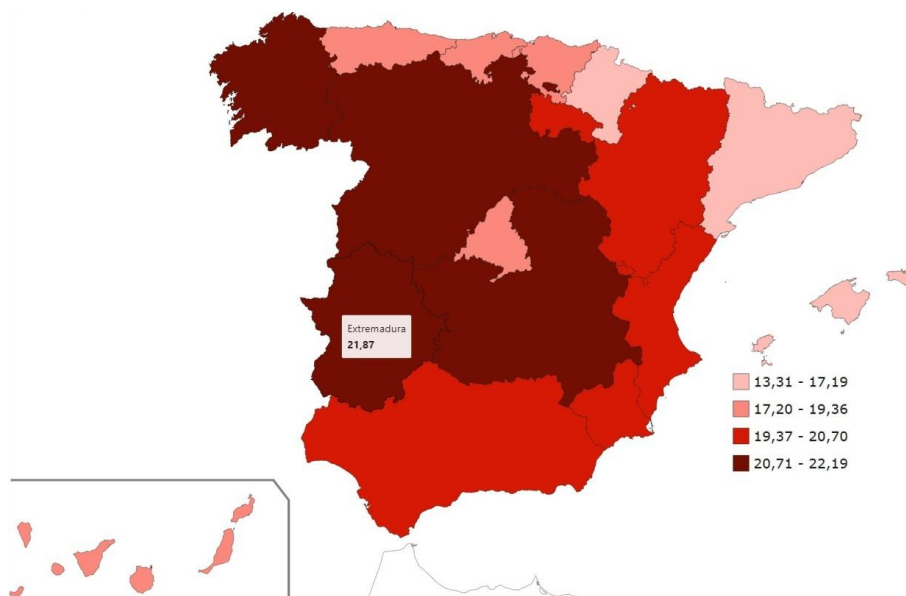 Extremadura
21,87
13,31 - 17,19
17,20 - 19,36
19,37 - 20,70
20,71 - 22,19